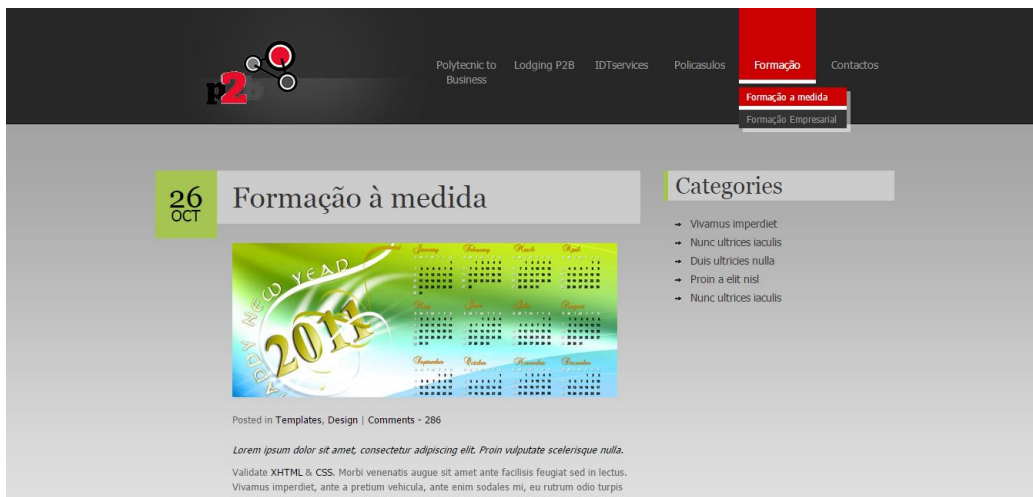 p2b
Polytechnic to
Business
Lodging P2B
IDTservices
Policasulos
Formação
Contactos
Formação a medida
Formação Empresarial
26
OCT
Formação à medida
Categories
Vivamus imperdiet
Nunc ultrices iaculis
Duis ultricies nulla
Proin a elit nisl
Nunc ultrices iaculis
HAPPY NEW YEAR
2011
January February March April
May June July August
September October November December
Posted in Templates, Design | Comments - 286
Lorem ipsum dolor sit amet, consectetur adipiscing elit. Proin vulputate scelerisque nulla.
Validate XHTML & CSS. Morbi venenatis augue sit amet ante facilisis feugiat sed in lectus.
Vivamus imperdiet, ante a pretium vehicula, ante enim sodales mi, eu rutrum odio turpis